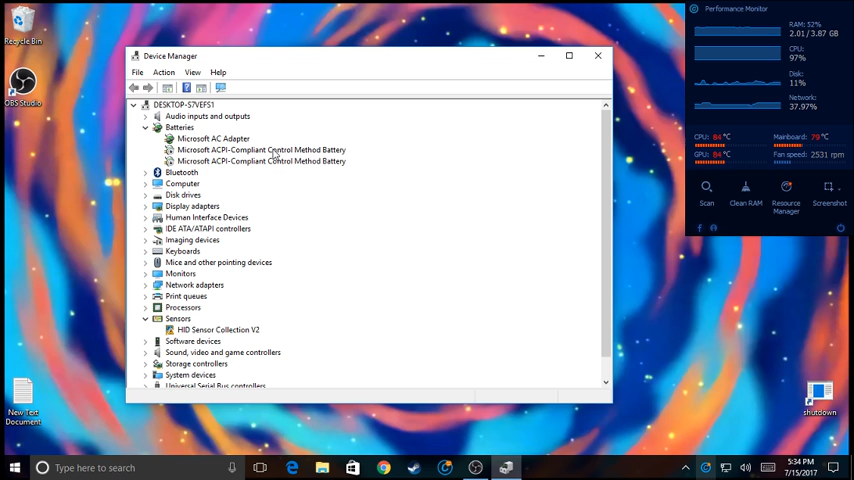 Recycle Bin
OBS Studio
New Text
Document
Device Manager
File Action View Help
DESKTOP-S7VEFS1
Audio inputs and outputs
Batteries
Microsoft AC Adapter
Microsoft ACPI-Compliant Control Method Battery
Microsoft ACPI-Compliant Control Method Battery
Bluetooth
Computer
Disk drives
Display adapters
Human Interface Devices
IDE ATA/ATAPI controllers
Imaging devices
Keyboards
Mice and other pointing devices
Monitors
Network adapters
Print queues
Processors
Sensors
HID Sensor Collection V2
Software devices
Sound, video and game controllers
Storage controllers
System devices
Universal Serial Bus controllers
Performance Monitor
RAM: 52%
2.01 / 3.87 GB
CPU:
97%
Disk:
11%
Network:
37.97%
CPU: 84 °C Mainboard: 79 °C
GPU: 84 °C Fan speed: 2531 rpm
Scan Clean RAM Resource Manager Screenshot
shutdown
Type here to search
5:34 PM
7/15/2017